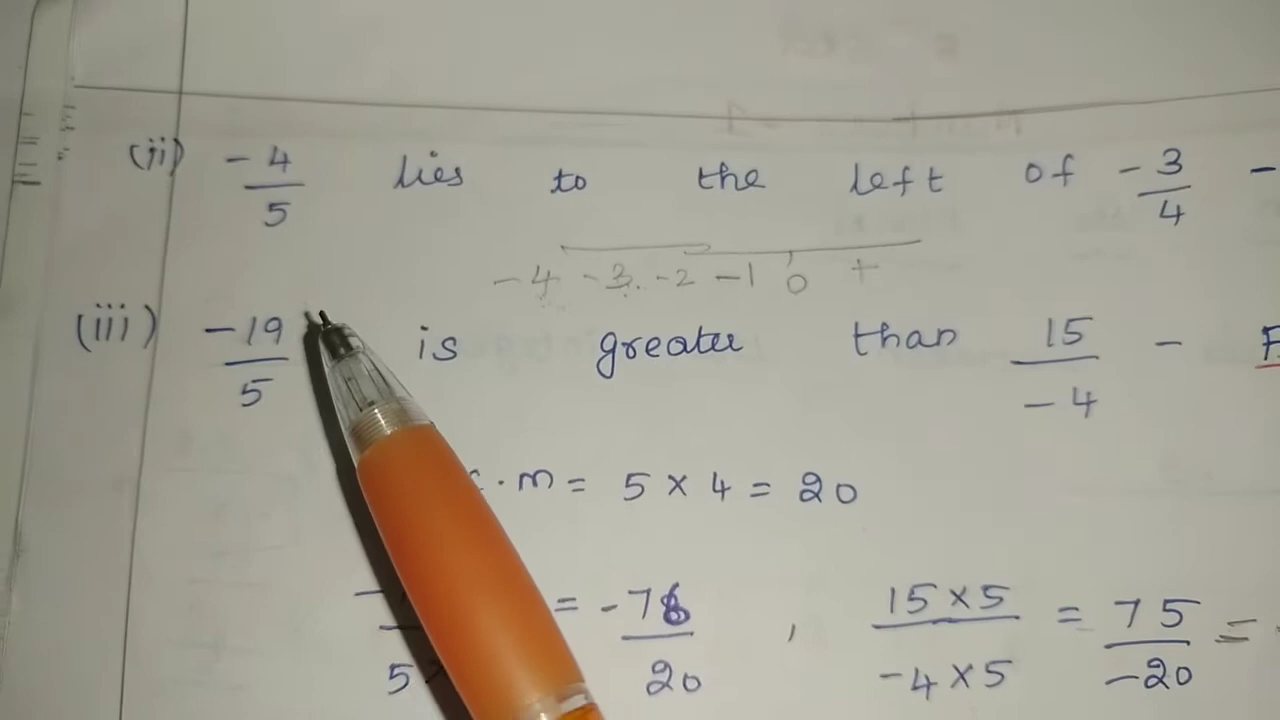 (ii) -4/5 lies to the left of -3/4 -
-4 -3 -2 -1 0 +
(iii) -19/5 is greater than 15/-4 - F
.m = 5 × 4 = 20
5 = -76/20 , 15×5/-4×5 = 75/-20 =